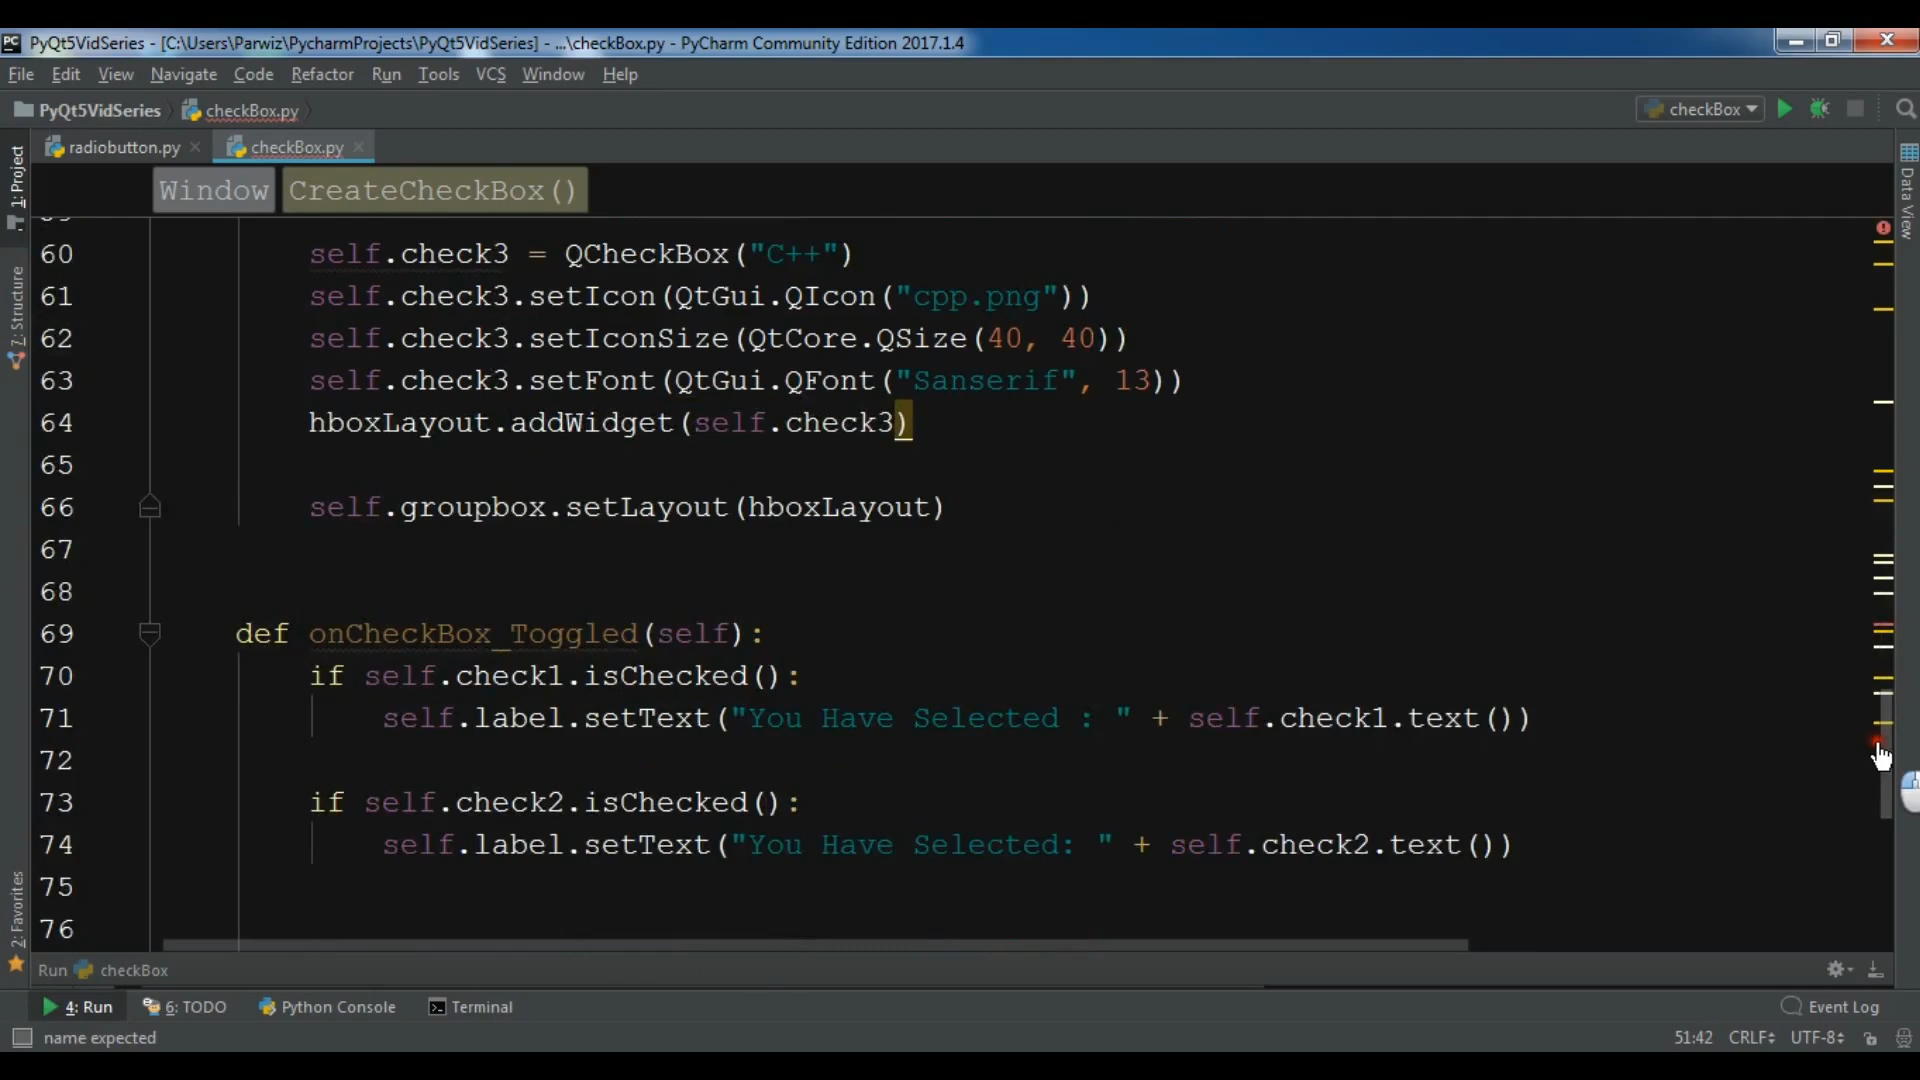 PyQt5VidSeries - [C:\Users\Parwiz\PycharmProjects\PyQt5VidSeries] - ...\checkBox.py - PyCharm Community Edition 2017.1.4
File Edit View Navigate Code Refactor Run Tools VCS Window Help
PyQt5VidSeries checkBox.py checkBox
radiobutton.py checkBox.py
Window CreateCheckBox()
1: Project
7: Structure
2: Favorites
Data View
60 self.check3 = QCheckBox("C++")
61 self.check3.setIcon(QtGui.QIcon("cpp.png"))
62 self.check3.setIconSize(QtCore.QSize(40, 40))
63 self.check3.setFont(QtGui.QFont("Sanserif", 13))
64 hboxLayout.addWidget(self.check3)
65
66 self.groupbox.setLayout(hboxLayout)
67
68
69 def onCheckBox_Toggled(self):
70 if self.check1.isChecked():
71 self.label.setText("You Have Selected : " + self.check1.text())
72
73 if self.check2.isChecked():
74 self.label.setText("You Have Selected: " + self.check2.text())
75
76
Run checkBox
4: Run 6: TODO Python Console Terminal Event Log
name expected 51:42 CRLF UTF-8